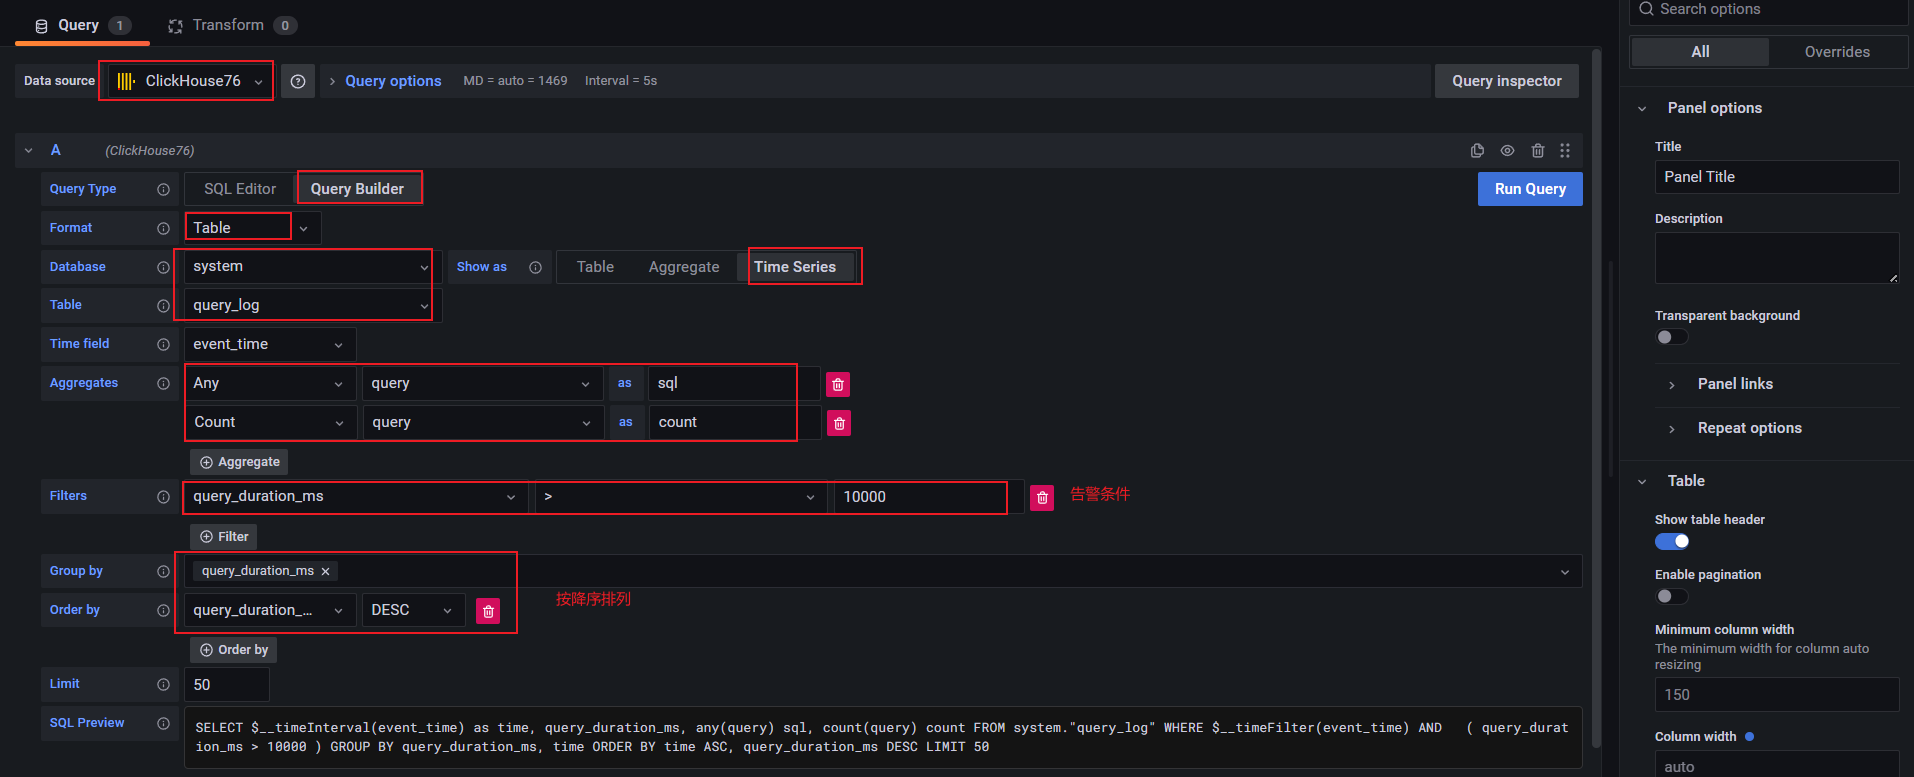 Query 1 Transform 0
Search options
All Overrides
Data source ClickHouse76 Query options MD = auto = 1469 Interval = 5s Query inspector
A (ClickHouse76)
Query Type SQL Editor Query Builder Run Query
Format Table
Database system Show as Table Aggregate Time Series
Table query_log
Time field event_time
Aggregates Any query as sql
Count query as count
Aggregate
Filters query_duration_ms > 10000 告警条件
Filter
Group by query_duration_ms ×
Order by query_duration_... DESC 按降序排列
Order by
Limit 50
SQL Preview SELECT $__timeInterval(event_time) as time, query_duration_ms, any(query) sql, count(query) count FROM system."query_log" WHERE $__timeFilter(event_time) AND   ( query_durat
ion_ms > 10000 ) GROUP BY query_duration_ms, time ORDER BY time ASC, query_duration_ms DESC LIMIT 50
Panel options
Title
Panel Title
Description
Transparent background
Panel links
Repeat options
Table
Show table header
Enable pagination
Minimum column width
The minimum width for column auto
resizing
150
Column width
auto